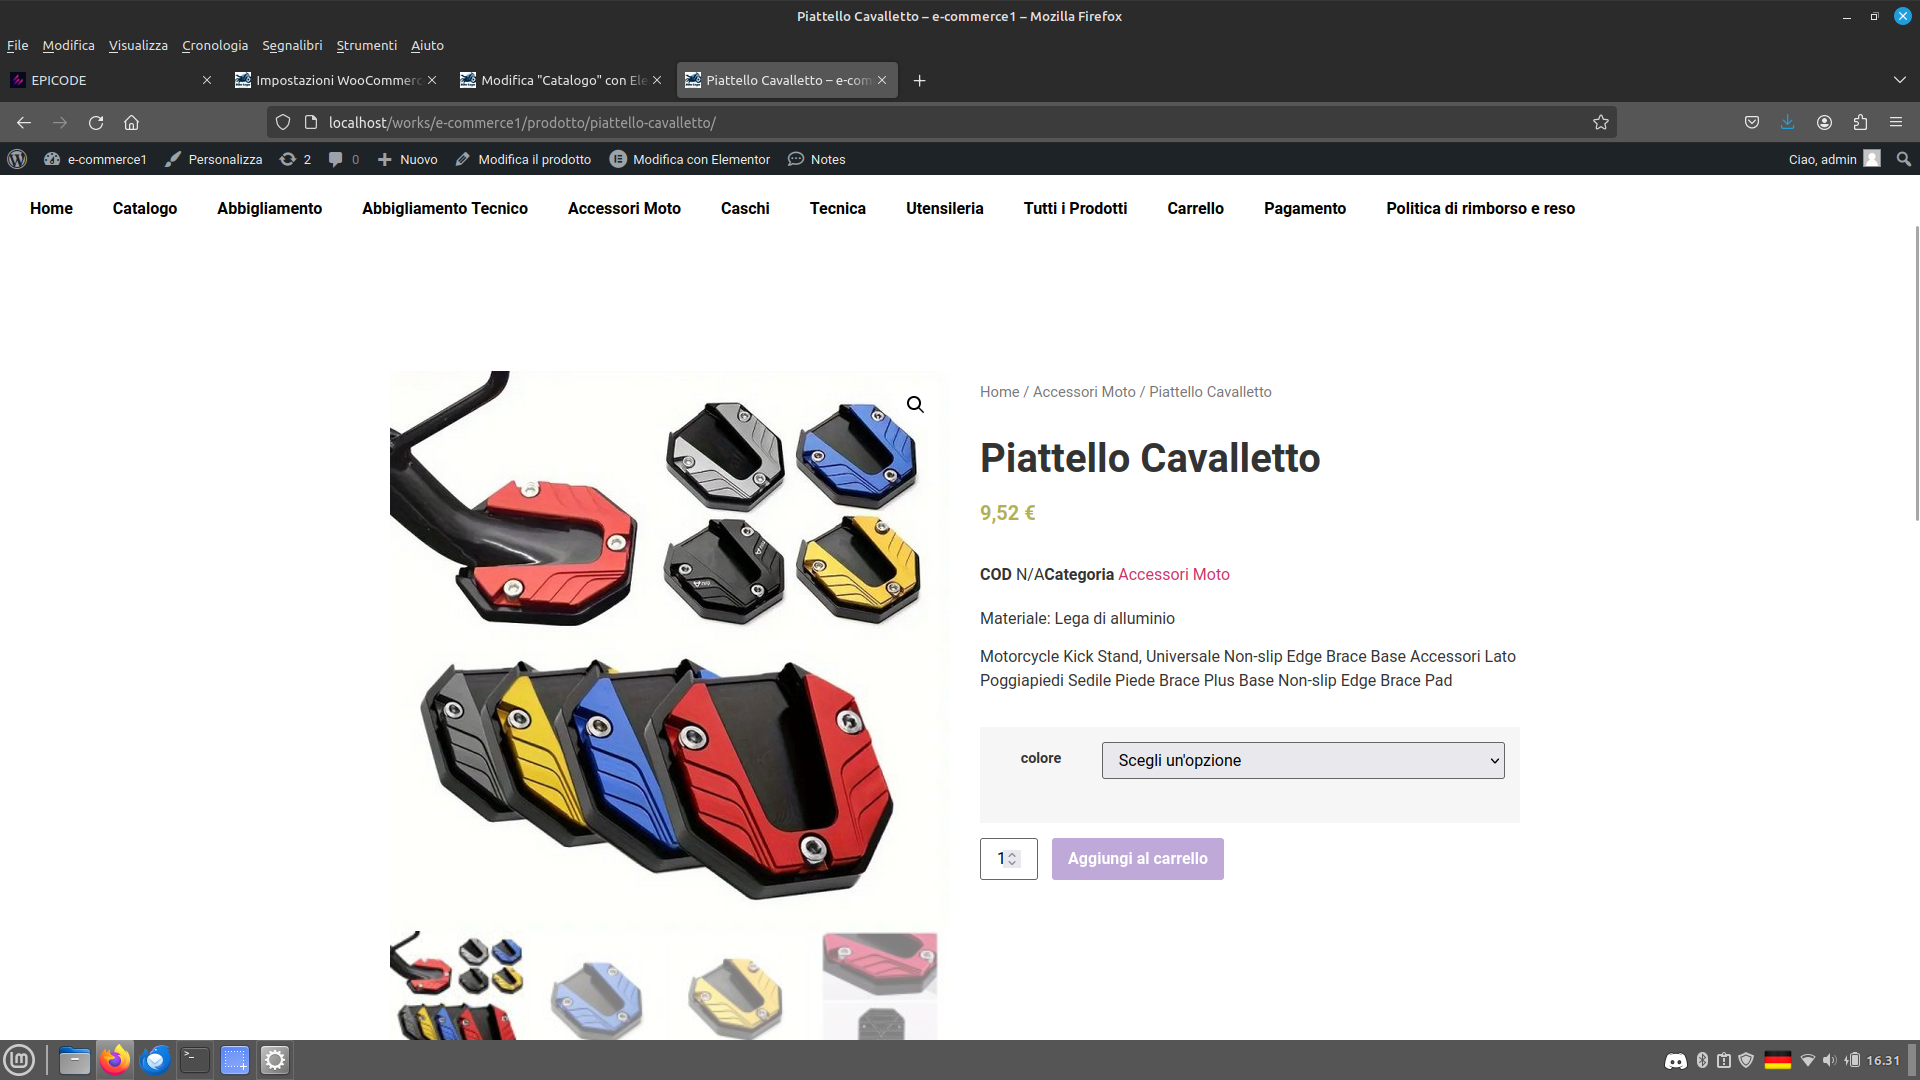 Piattello Cavalletto – e-commerce1 – Mozilla Firefox
File Modifica Visualizza Cronologia Segnalibri Strumenti Aiuto
EPICODE
Impostazioni WooCommerc
Modifica "Catalogo" con Ele
Piattello Cavalletto – e-com
localhost/works/e-commerce1/prodotto/piattello-cavalletto/
e-commerce1 Personalizza 2 0 Nuovo Modifica il prodotto Modifica con Elementor Notes Ciao, admin
Home Catalogo Abbigliamento Abbigliamento Tecnico Accessori Moto Caschi Tecnica Utensileria Tutti i Prodotti Carrello Pagamento Politica di rimborso e reso
Home / Accessori Moto / Piattello Cavalletto
Piattello Cavalletto
9,52 €
COD N/ACategoria Accessori Moto
Materiale: Lega di alluminio
Motorcycle Kick Stand, Universale Non-slip Edge Brace Base Accessori Lato
Poggiapiedi Sedile Piede Brace Plus Base Non-slip Edge Brace Pad
colore Scegli un'opzione
1 Aggiungi al carrello
16.31